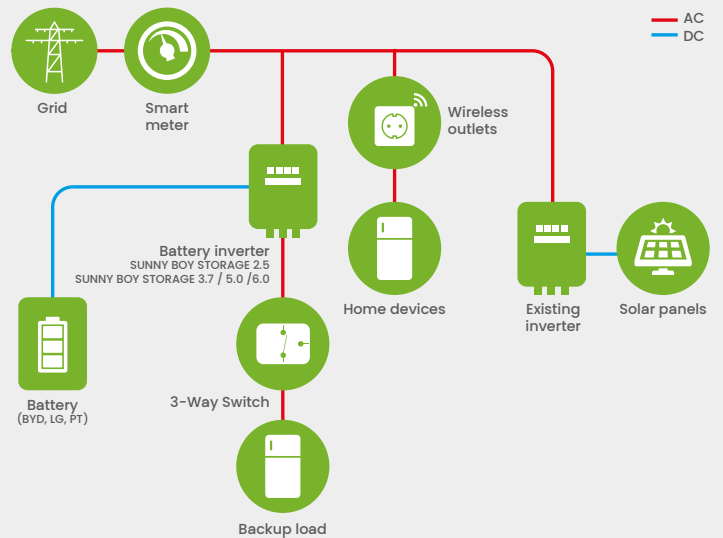 AC
DC
Grid
Smart
meter
Wireless
outlets
Battery inverter
SUNNY BOY STORAGE 2.5
SUNNY BOY STORAGE 3.7 / 5.0 /6.0
Home devices
Existing
inverter
Solar panels
Battery
(BYD, LG, PT)
3-Way Switch
Backup load